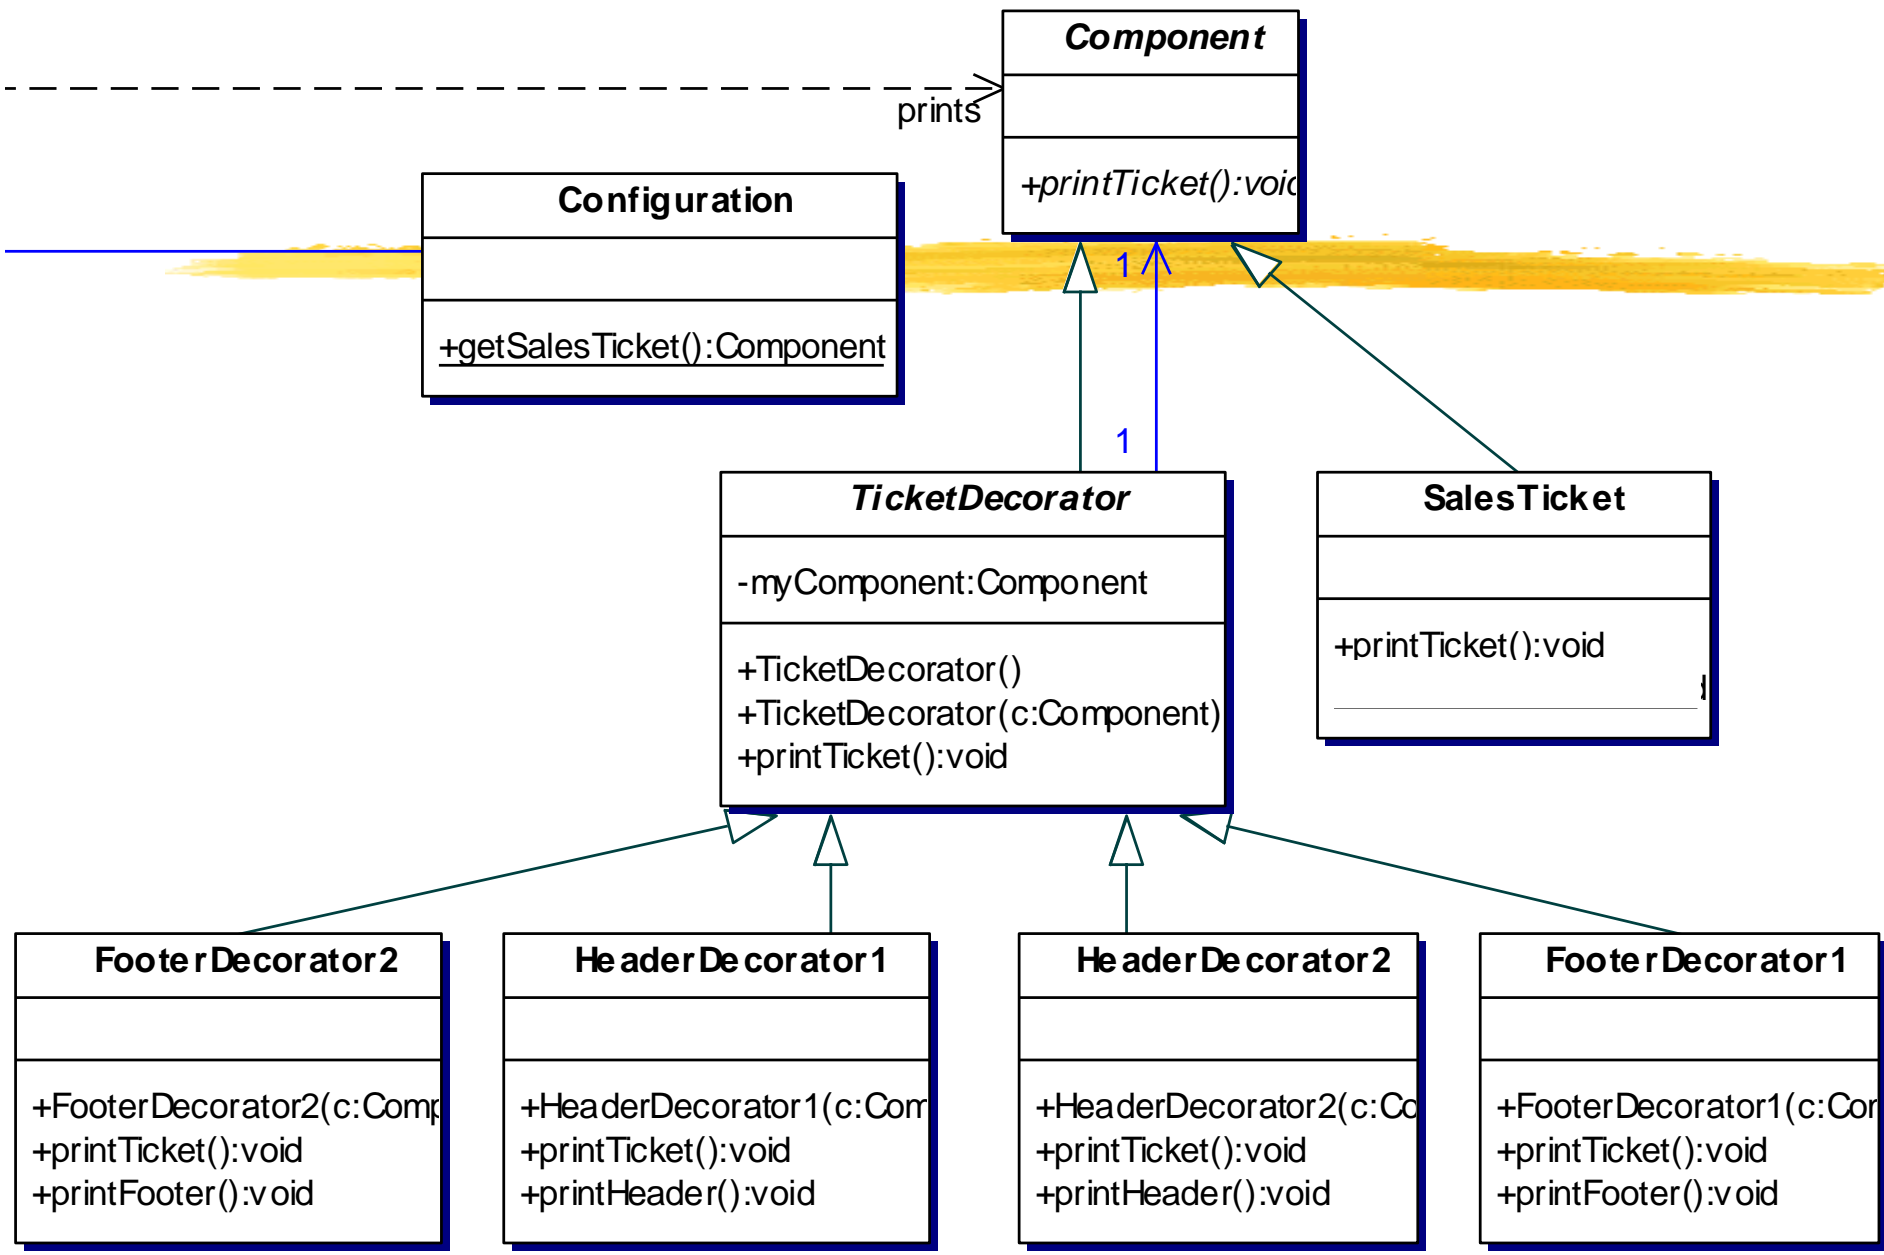 Component
prints
+printTicket():void
Configuration
+getSalesTicket():Component
1
1
TicketDecorator
-myComponent:Component
+TicketDecorator()
+TicketDecorator(c:Component)
+printTicket():void
SalesTicket
+printTicket():void
FooterDecorator2
+FooterDecorator2(c:Comp
+printTicket():void
+printFooter():void
HeaderDecorator1
+HeaderDecorator1(c:Com
+printTicket():void
+printHeader():void
HeaderDecorator2
+HeaderDecorator2(c:Co
+printTicket():void
+printHeader():void
FooterDecorator1
+FooterDecorator1(c:Cor
+printTicket():void
+printFooter():void